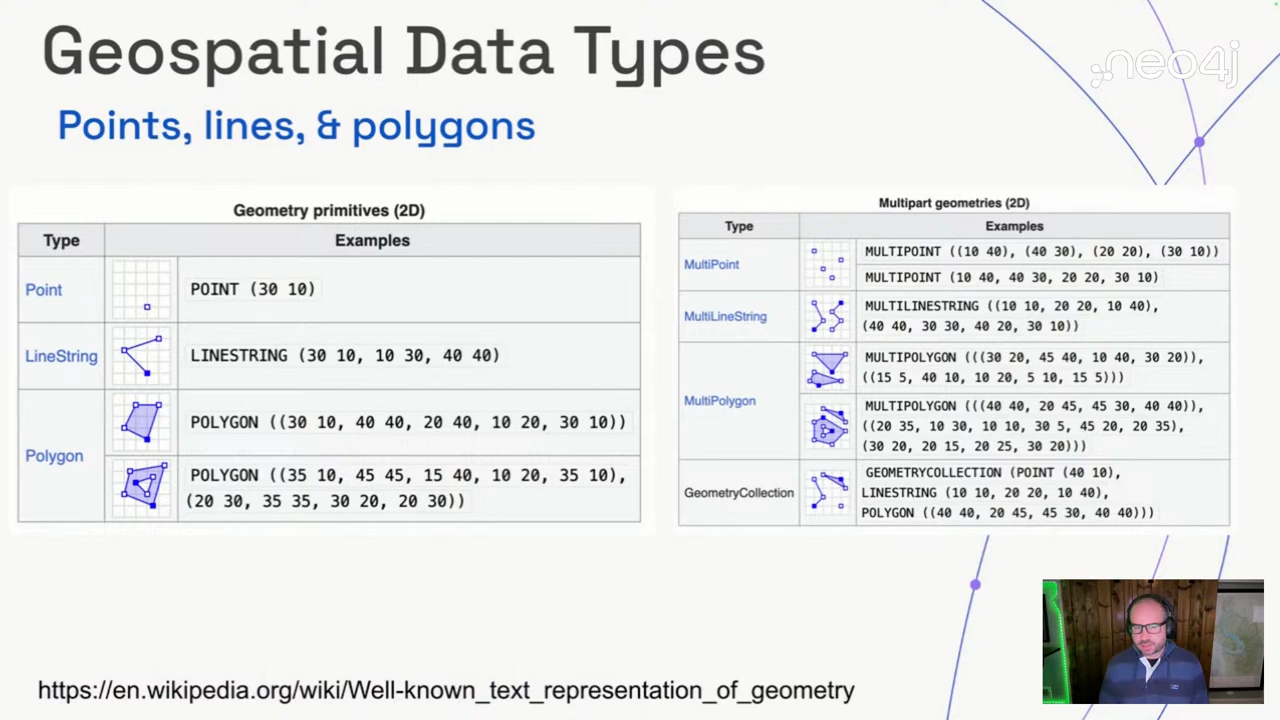 Geospatial Data Types
neo4j
Points, lines, & polygons
Geometry primitives (2D)
Type Examples
Point POINT (30 10)
LineString LINESTRING (30 10, 10 30, 40 40)
Polygon
POLYGON ((30 10, 40 40, 20 40, 10 20, 30 10))
POLYGON ((35 10, 45 45, 15 40, 10 20, 35 10),
(20 30, 35 35, 30 20, 20 30))
Multipart geometries (2D)
Type Examples
MultiPoint
MULTIPOINT ((10 40), (40 30), (20 20), (30 10))
MULTIPOINT (10 40, 40 30, 20 20, 30 10)
MultiLineString
MULTILINESTRING ((10 10, 20 20, 10 40),
(40 40, 30 30, 40 20, 30 10))
MultiPolygon
MULTIPOLYGON (((30 20, 45 40, 10 40, 30 20)),
((15 5, 40 10, 10 20, 5 10, 15 5)))
MULTIPOLYGON (((40 40, 20 45, 45 30, 40 40)),
((20 35, 10 30, 10 10, 30 5, 45 20, 20 35),
(30 20, 20 15, 20 25, 30 20)))
GeometryCollection
GEOMETRYCOLLECTION (POINT (40 10),
LINESTRING (10 10, 20 20, 10 40),
POLYGON ((40 40, 20 45, 45 30, 40 40)))
https://en.wikipedia.org/wiki/Well-known_text_representation_of_geometry